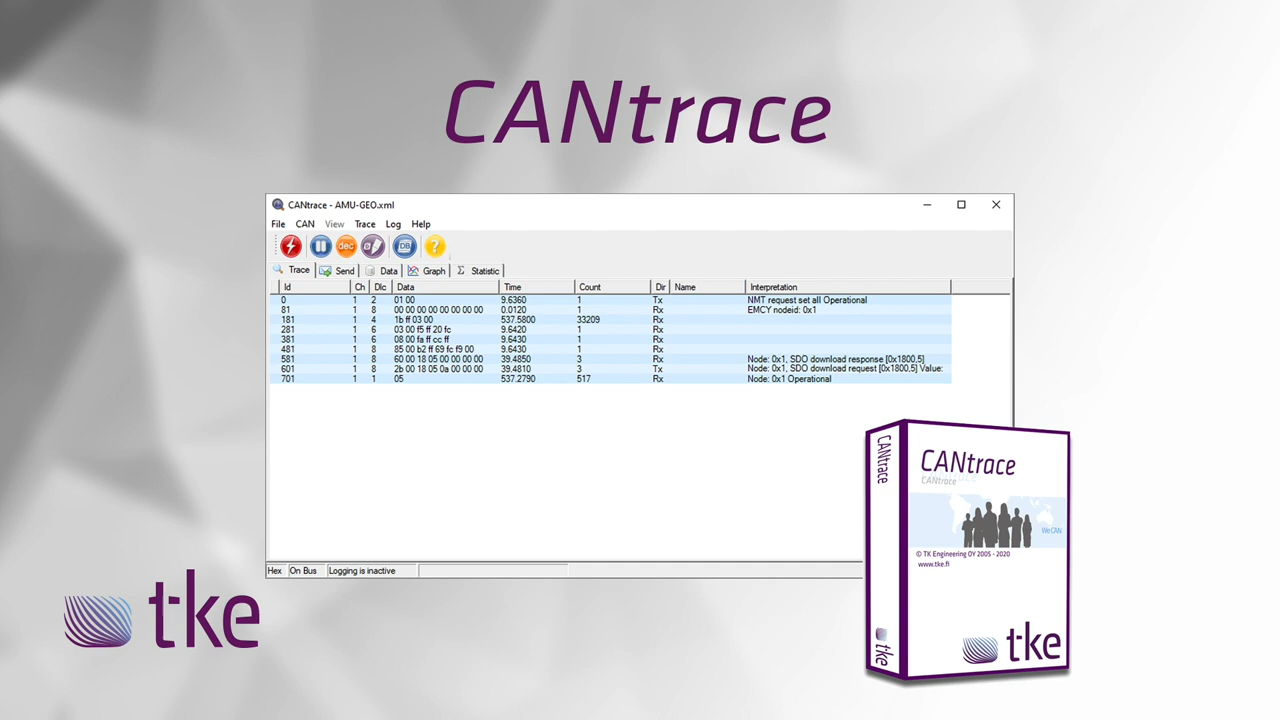 CANtrace
CANtrace - AMU-GEO.xml
File CAN View Trace Log Help
dec DB ?
Trace Send Data Graph Σ Statistic
Id Ch Dlc Data Time Count Dir Name Interpretation
0 1 2 01 00 9.6360 1 Tx NMT request set all Operational
81 1 8 00 00 00 00 00 00 00 00 0.0120 1 Rx EMCY nodeid: 0x1
181 1 4 1b ff 03 00 537.5800 33209 Rx
281 1 6 03 00 f5 ff 20 fc 9.6420 1 Rx
381 1 6 08 00 fa ff cc ff 9.6430 1 Rx
481 1 8 85 00 b2 ff 69 fc f9 00 9.6430 1 Rx
581 1 8 60 00 18 05 00 00 00 00 39.4850 3 Rx Node: 0x1, SDO download response [0x1800,5]
601 1 8 2b 00 18 05 0a 00 00 00 39.4810 3 Tx Node: 0x1, SDO download request [0x1800,5] Value:
701 1 1 05 537.2790 517 Rx Node: 0x1 Operational
Hex On Bus Logging is inactive
tke
CANtrace
tke
CANtrace
CANtrace
We CAN
© TK Engineering OY 2005 - 2020
www.tke.fi
tke